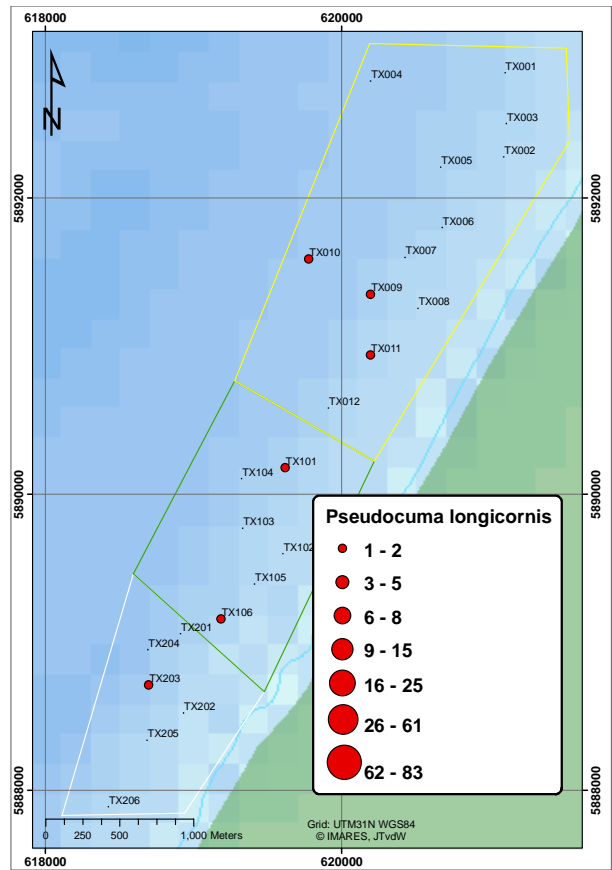 618000 620000
TX004
TX001
TX003
TX002
TX005
N
5892000 5892000
TX006
TX007
TX010
TX009
TX008
TX011
TX012
TX101
TX104
5890000 5890000
TX103
TX102
TX105
TX106
TX201
TX204
TX203
TX202
TX205
TX206
Pseudocuma longicornis
1 - 2
3 - 5
6 - 8
9 - 15
16 - 25
26 - 61
62 - 83
5888000 5888000
0 250 500 1,000 Meters
Grid: UTM31N WGS84
© IMARES, JTvdW
618000 620000